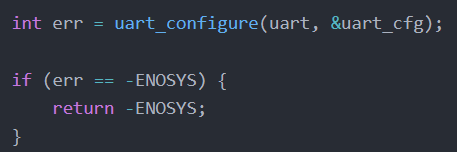 int err = uart_configure(uart, &uart_cfg);
if (err == -ENOSYS) {
    return -ENOSYS;
}